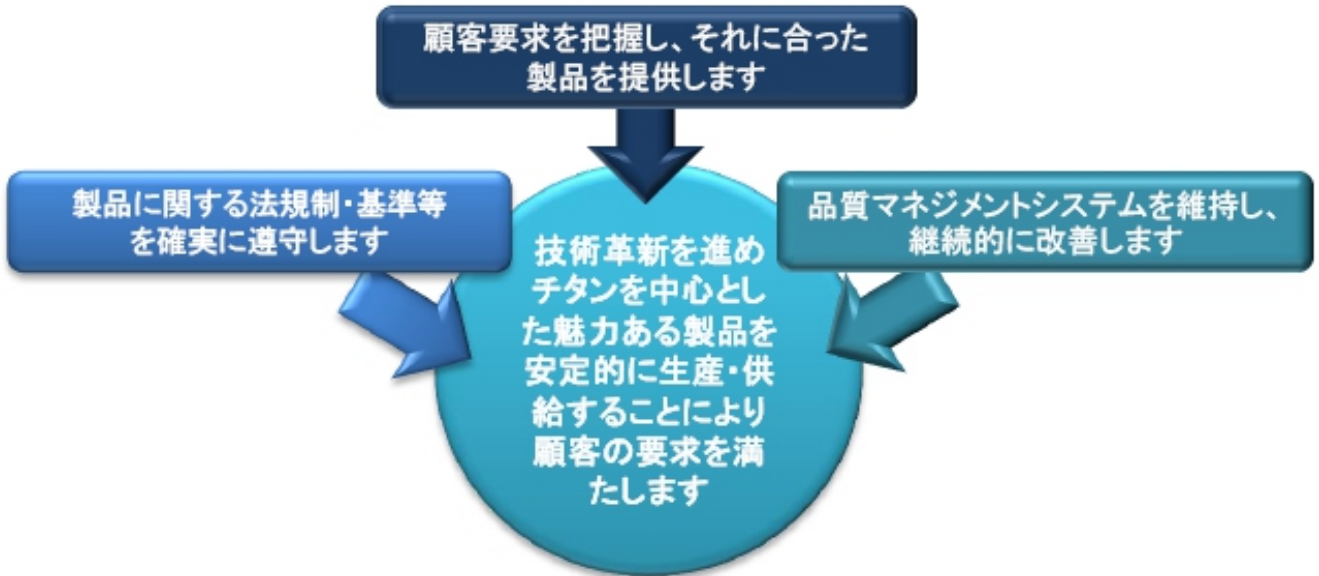 顧客要求を把握し、それに合った
製品を提供します
製品に関する法規制・基準等
を確実に遵守します
品質マネジメントシステムを維持し、
継続的に改善します
技術革新を進め
チタンを中心とし
た魅力ある製品を
安定的に生産・供
給することにより
顧客の要求を満
たします